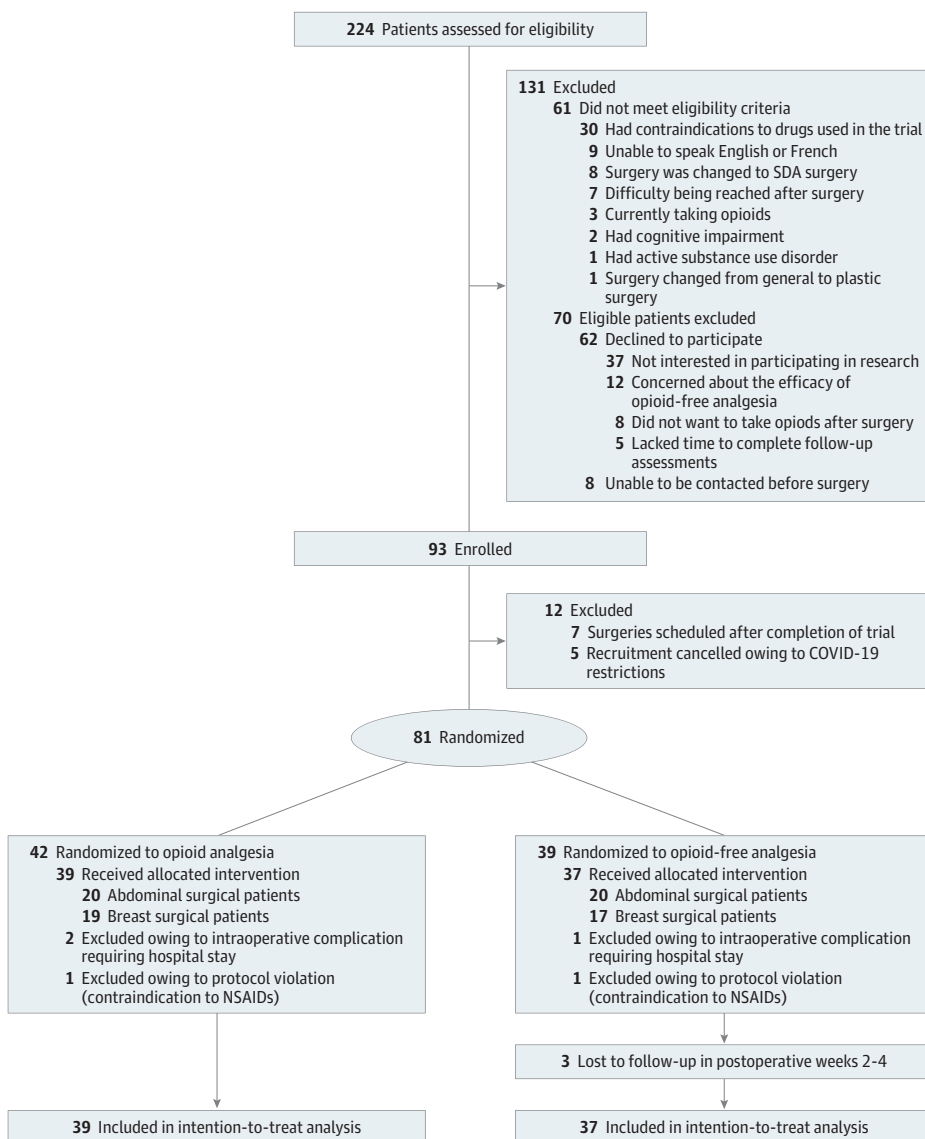 224 Patients assessed for eligibility
131 Excluded
61 Did not meet eligibility criteria
30 Had contraindications to drugs used in the trial
9 Unable to speak English or French
8 Surgery was changed to SDA surgery
7 Difficulty being reached after surgery
3 Currently taking opioids
2 Had cognitive impairment
1 Had active substance use disorder
1 Surgery changed from general to plastic
surgery
70 Eligible patients excluded
62 Declined to participate
37 Not interested in participating in research
12 Concerned about the efficacy of
opioid-free analgesia
8 Did not want to take opiods after surgery
5 Lacked time to complete follow-up
assessments
8 Unable to be contacted before surgery
93 Enrolled
12 Excluded
7 Surgeries scheduled after completion of trial
5 Recruitment cancelled owing to COVID-19
restrictions
81 Randomized
42 Randomized to opioid analgesia
39 Received allocated intervention
20 Abdominal surgical patients
19 Breast surgical patients
2 Excluded owing to intraoperative complication
requiring hospital stay
1 Excluded owing to protocol violation
(contraindication to NSAIDs)
39 Randomized to opioid-free analgesia
37 Received allocated intervention
20 Abdominal surgical patients
17 Breast surgical patients
1 Excluded owing to intraoperative complication
requiring hospital stay
1 Excluded owing to protocol violation
(contraindication to NSAIDs)
3 Lost to follow-up in postoperative weeks 2-4
39 Included in intention-to-treat analysis
37 Included in intention-to-treat analysis